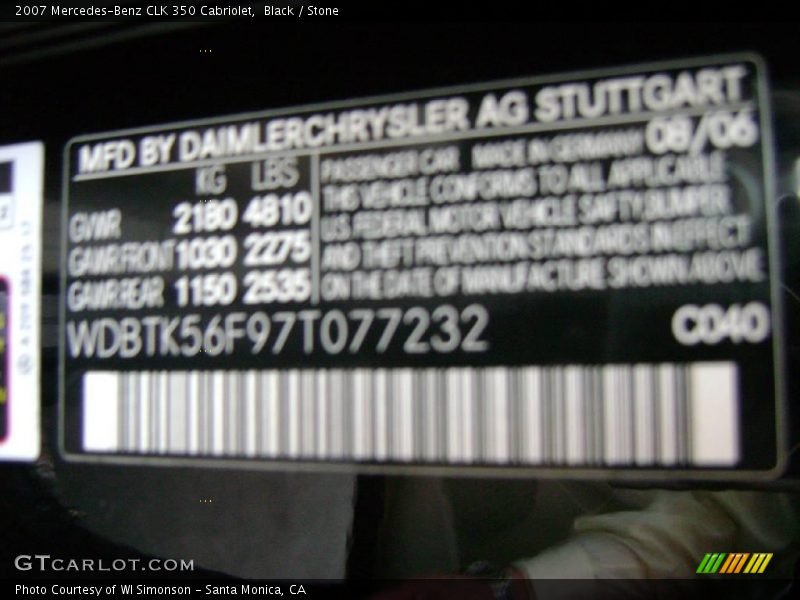 2007 Mercedes-Benz CLK 350 Cabriolet,  Black / Stone
MFD BY DAIMLERCHRYSLER AG STUTTGART
KG LBS
GVWR 2180 4810
GAWR FRONT 1030 2275
GAWR REAR 1150 2535
PASSENGER CAR MADE IN GERMANY 08/06
THIS VEHICLE CONFORMS TO ALL APPLICABLE
U.S. FEDERAL MOTOR VEHICLE SAFTY BUMPER
AND THEFT PREVENTION STANDARDS IN EFFECT
ON THE DATE OF MANUFACTURE SHOWN ABOVE
WDBTK56F97T077232 C040
GTCARLOT.COM
Photo Courtesy of WI Simonson - Santa Monica, CA